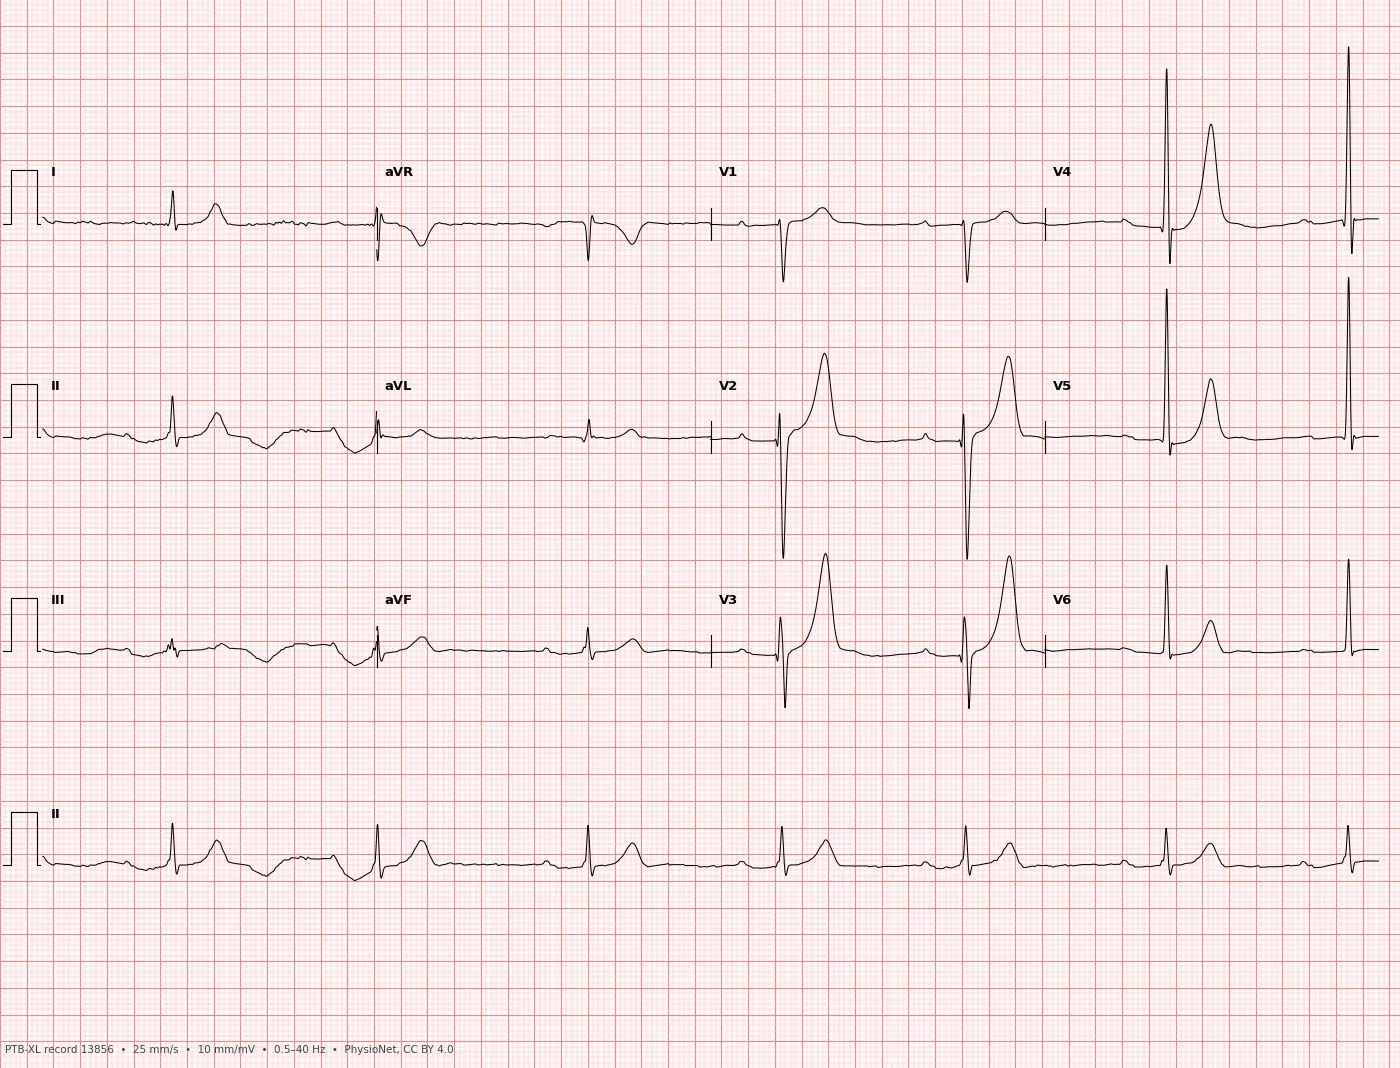 I aVR V1 V4
II aVL V2 V5
III aVF V3 V6
II
PTB-XL record 13856 • 25 mm/s • 10 mm/mV • 0.5–40 Hz • PhysioNet, CC BY 4.0